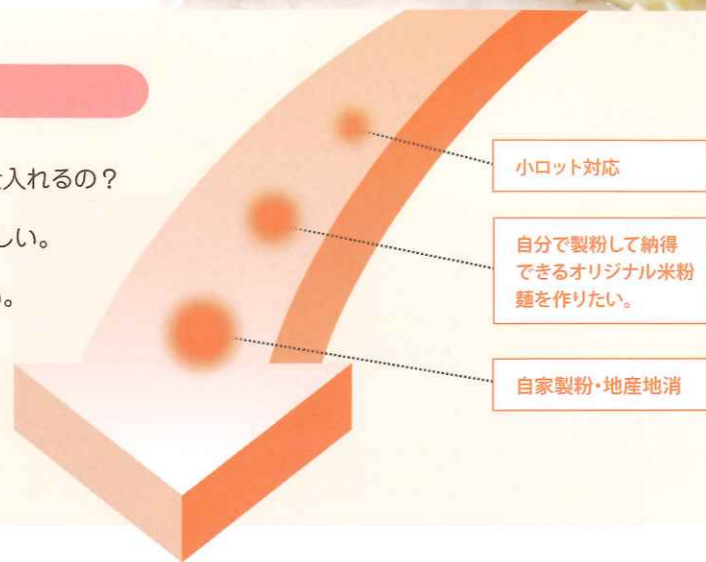 入れるの？
しい。
。
小ロット対応
自分で製粉して納得
できるオリジナル米粉
麺を作りたい。
自家製粉・地産地消